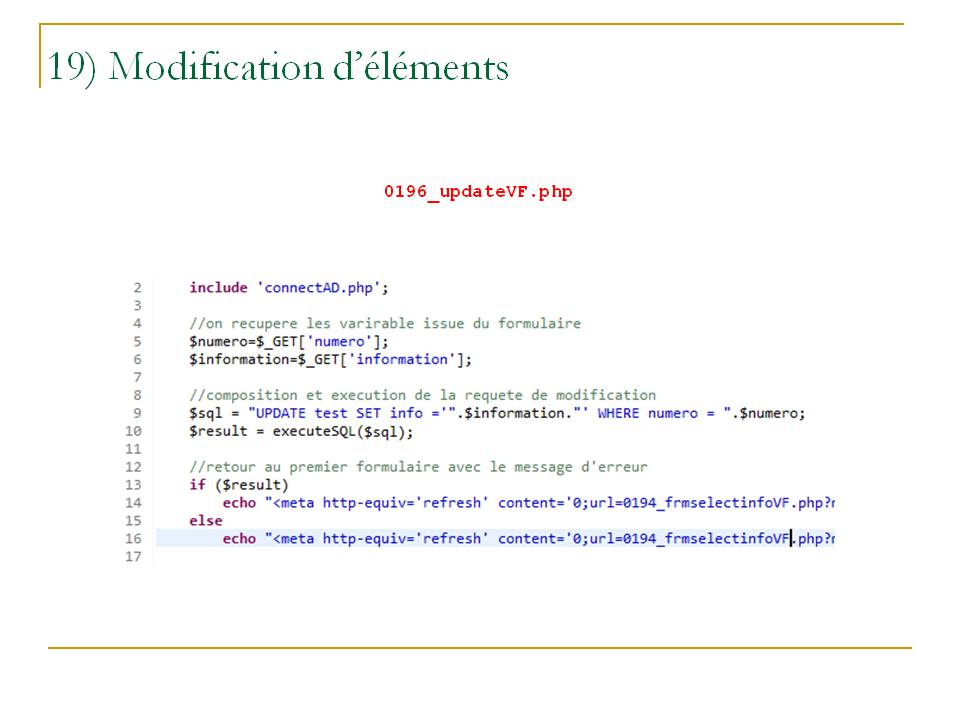 19) Modification d’éléments
0196_updateVF.php
2 include 'connectAD.php';
3
4 //on recupere les varirable issue du formulaire
5 $numero=$_GET['numero'];
6 $information=$_GET['information'];
7
8 //composition et execution de la requete de modification
9 $sql = "UPDATE test SET info ='".$information."' WHERE numero = ".$numero;
10 $result = executeSQL($sql);
11
12 //retour au premier formulaire avec le message d'erreur
13 if ($result)
14 echo "<meta http-equiv='refresh' content='0;url=0194_frmselectinfoVF.php?
15 else
16 echo "<meta http-equiv='refresh' content='0;url=0194_frmselectinfoVF.php?
17